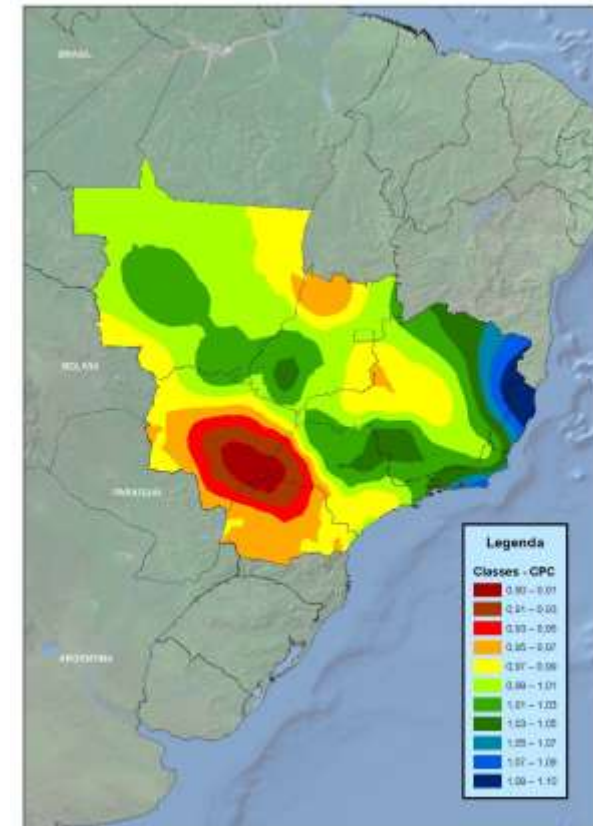 BRASIL
BOLÍVIA
PARAGUAI
ARGENTINA
Legenda
Classes - CPC
0,90 – 0,91
0,91 – 0,93
0,93 – 0,95
0,95 – 0,97
0,97 – 0,99
0,99 – 1,01
1,01 – 1,03
1,03 – 1,05
1,05 – 1,07
1,07 – 1,09
1,09 – 1,10